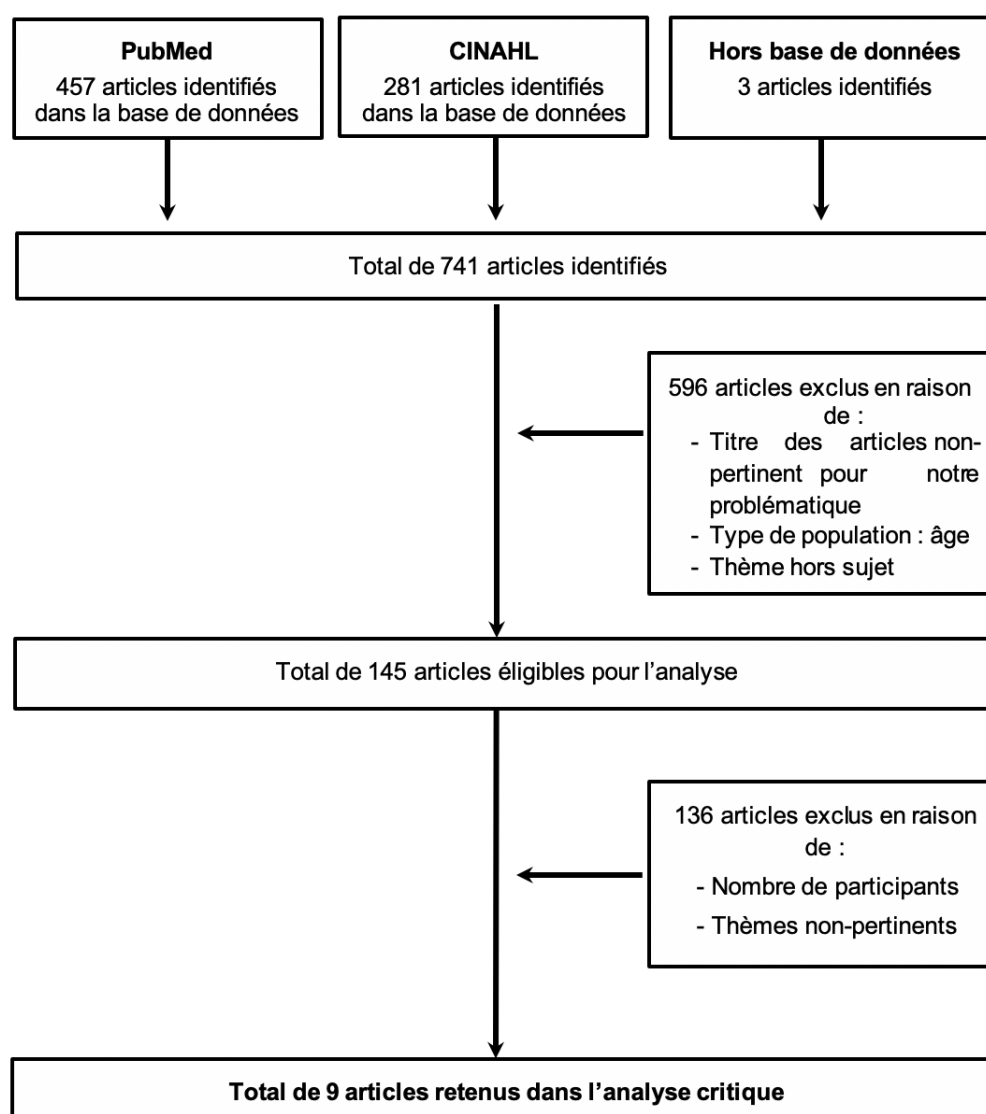 PubMed
457 articles identifiés
dans la base de données
CINAHL
281 articles identifiés
dans la base de données
Hors base de données
3 articles identifiés
Total de 741 articles identifiés
596 articles exclus en raison
de :
- Titre des articles non-
pertinent pour notre
problématique
- Type de population : âge
- Thème hors sujet
Total de 145 articles éligibles pour l’analyse
136 articles exclus en raison
de :
- Nombre de participants
- Thèmes non-pertinents
Total de 9 articles retenus dans l’analyse critique